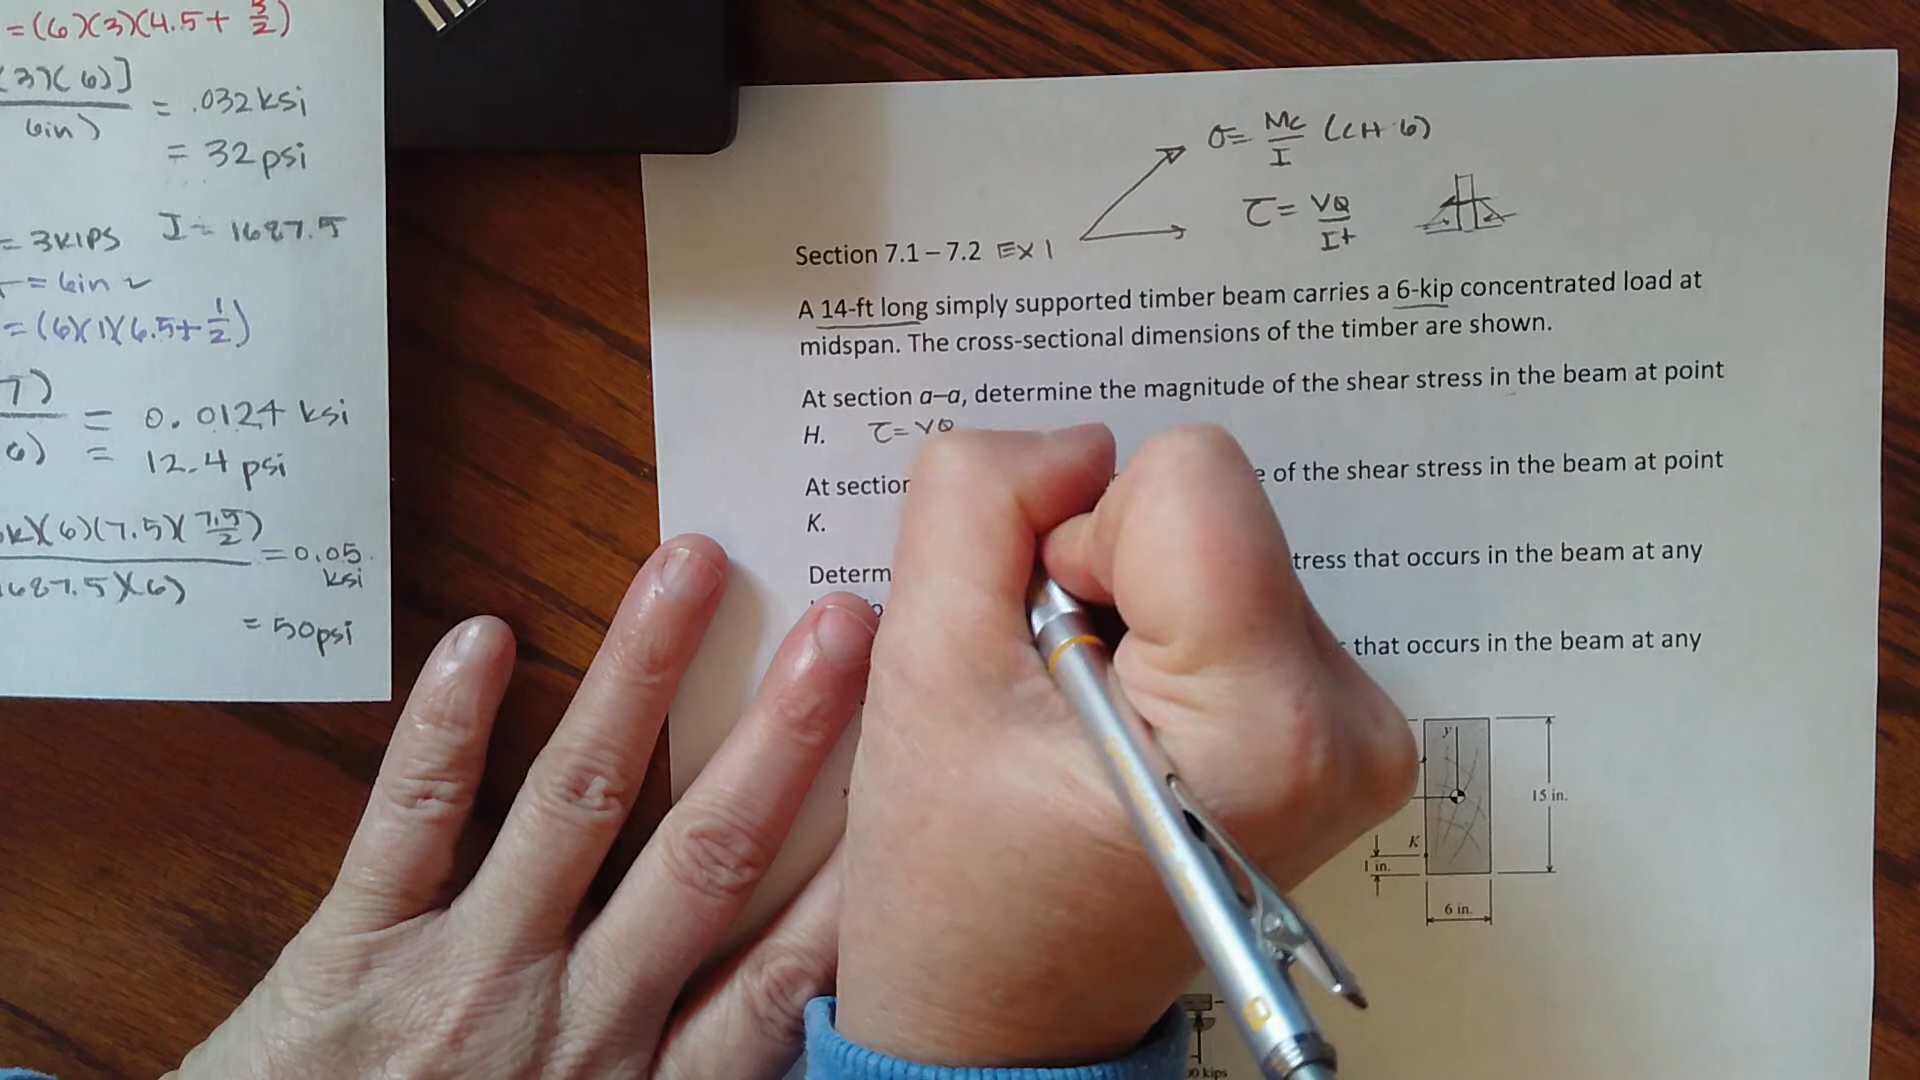 = (6)(3)(4.5 + 3/2)
(3)(6)]
6in)
= .032 ksi
= 32 psi
= 3 KIPS I = 1687.5
= 6in
= (6)(1)(6.5 + 1/2)
7)
6)
= 0.0124 ksi
= 12.4 psi
k)(6)(7.5)(7.5/2)
1687.5)(6)
= 0.05 ksi
= 50 psi
σ = Mc/I (CH 6)
τ = VQ/It
Section 7.1 – 7.2 EX 1
A 14-ft long simply supported timber beam carries a 6-kip concentrated load at
midspan. The cross-sectional dimensions of the timber are shown.
At section a–a, determine the magnitude of the shear stress in the beam at point
H. τ = VQ
At section of the shear stress in the beam at point
K.
that occurs in the beam at any
that occurs in the beam at any
y
15 in.
K
1 in.
6 in.
kips